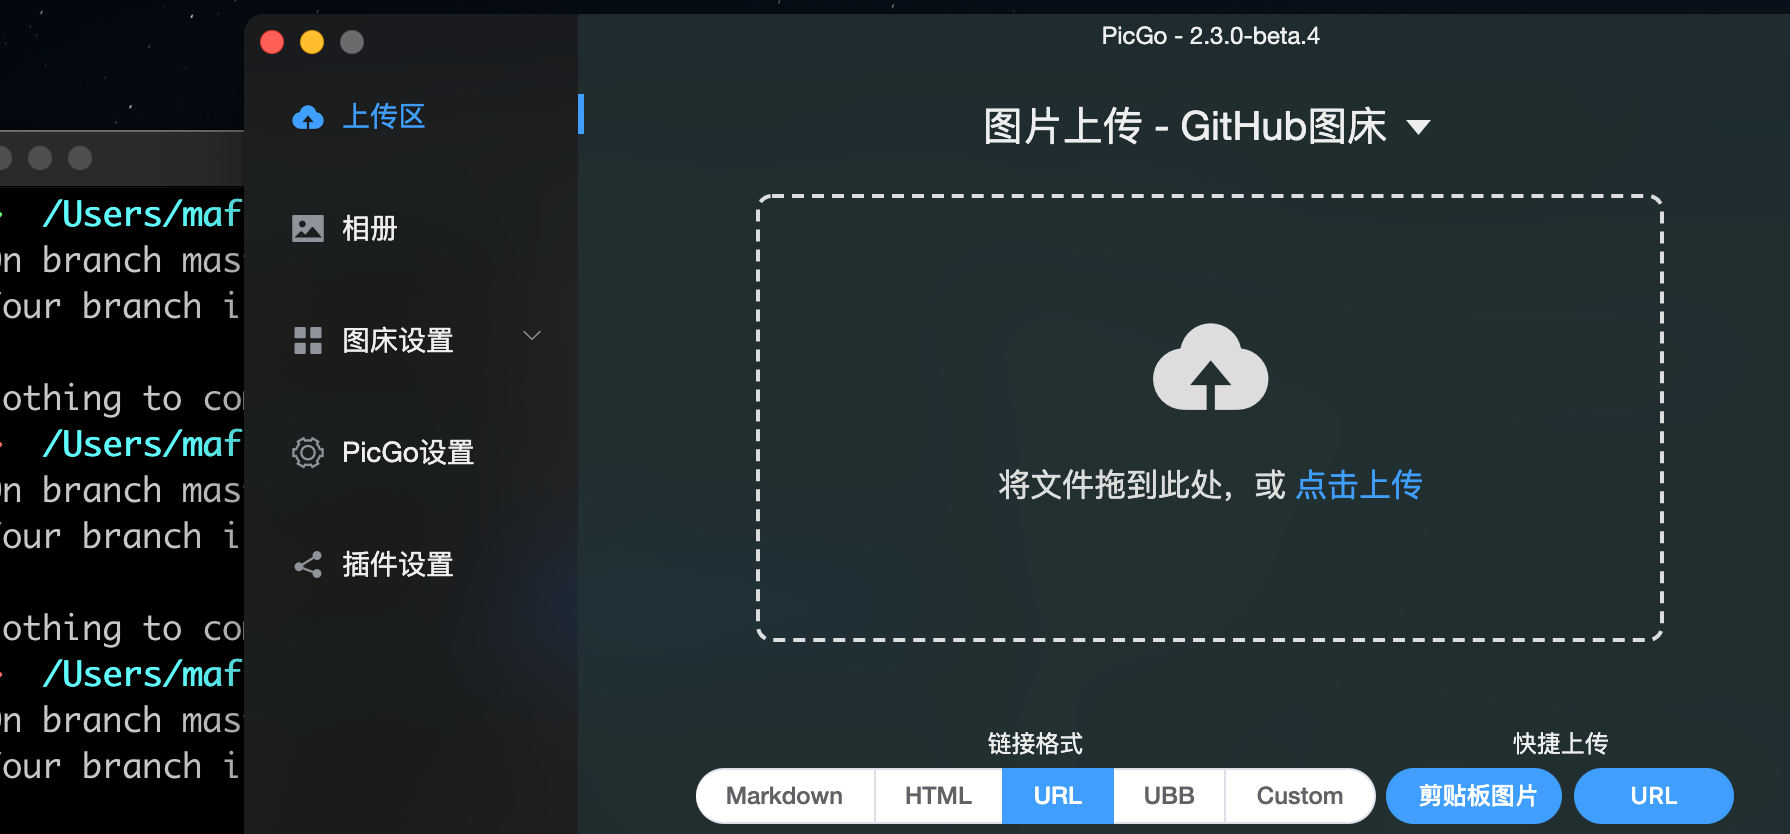 PicGo - 2.3.0-beta.4
上传区
相册
图床设置
PicGo设置
插件设置
图片上传 - GitHub图床
将文件拖到此处，或 点击上传
链接格式
快捷上传
Markdown
HTML
URL
UBB
Custom
剪贴板图片
URL
/Users/maf
branch mas
our branch i
othing to co
/Users/maf
branch mas
our branch i
othing to co
/Users/maf
branch mas
our branch i